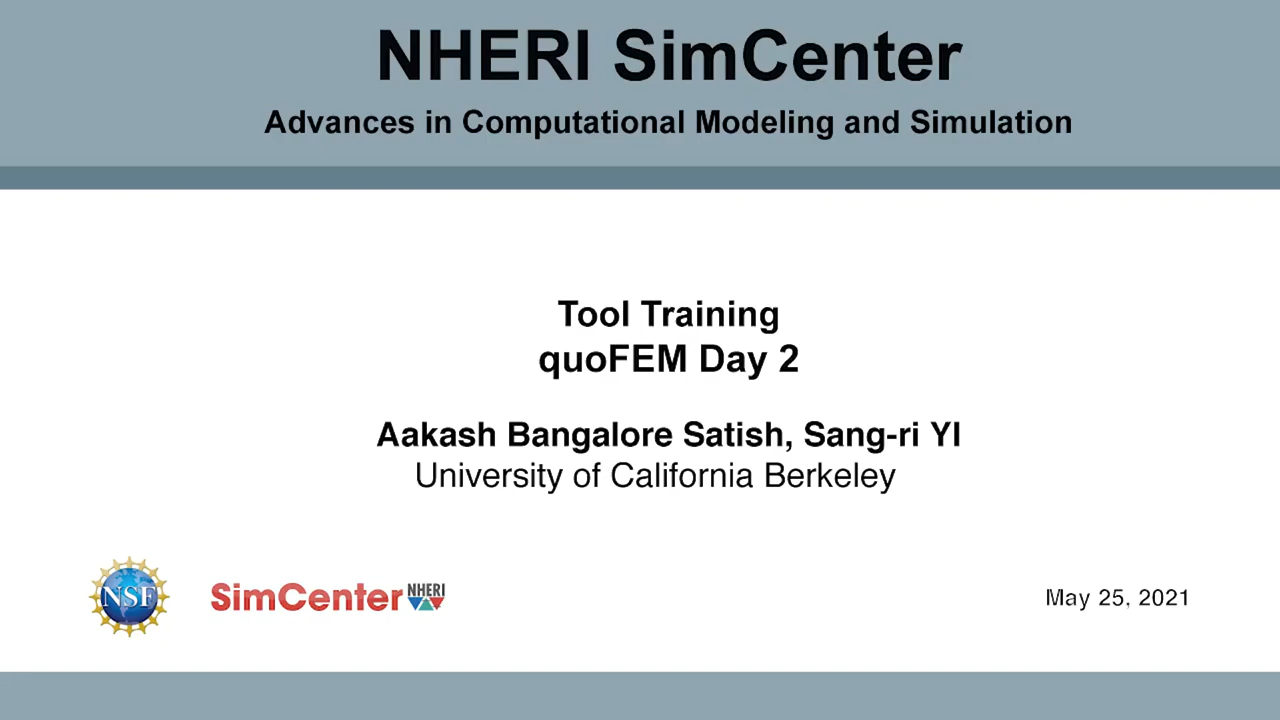 NHERI SimCenter
Advances in Computational Modeling and Simulation
Tool Training
quoFEM Day 2
Aakash Bangalore Satish, Sang-ri YI
University of California Berkeley
NSF
SimCenter NHERI
May 25, 2021